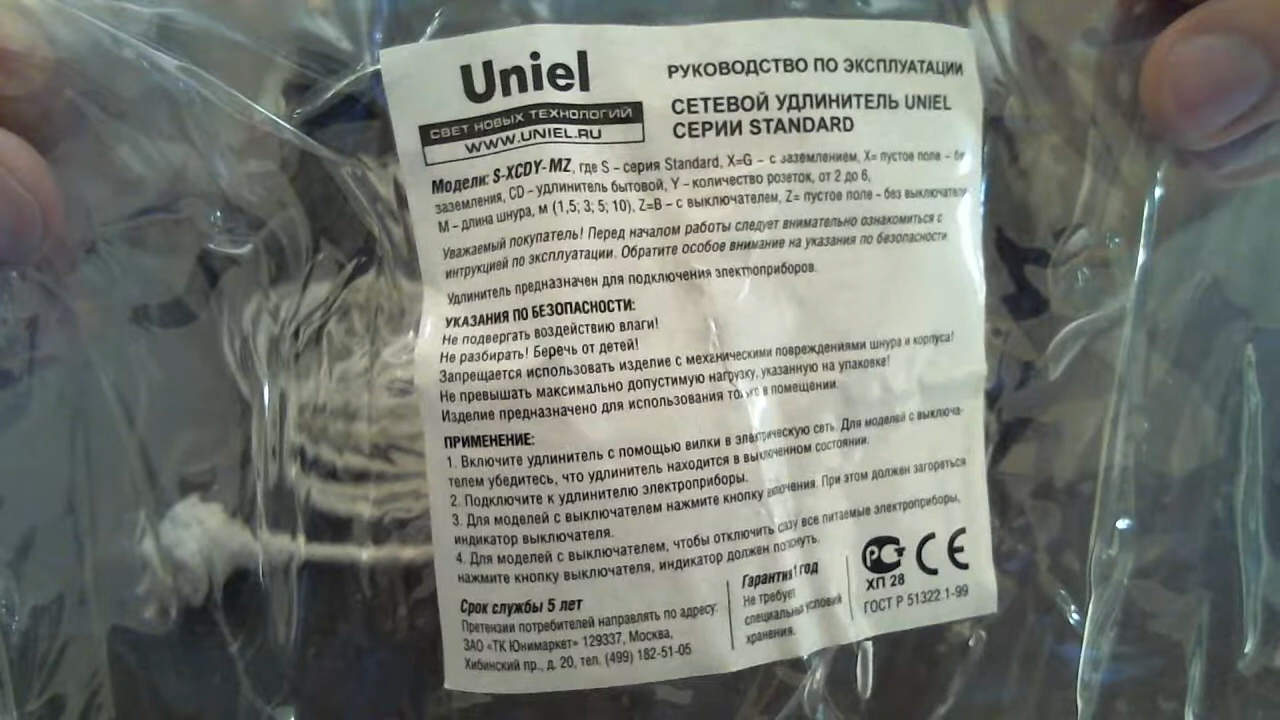 Uniel
СВЕТ НОВЫХ ТЕХНОЛОГИЙ
WWW.UNIEL.RU
РУКОВОДСТВО ПО ЭКСПЛУАТАЦИИ
СЕТЕВОЙ УДЛИНИТЕЛЬ UNIEL
СЕРИИ STANDARD
Модели: S-XCDY-MZ, где S – серия Standard, X=G – с заземлением, X= пустое поле – без
заземления, CD – удлинитель бытовой, Y – количество розеток, от 2 до 6,
M – длина шнура, м (1,5; 3; 5; 10), Z=B – с выключателем, Z= пустое поле – без выключателя
Уважаемый покупатель! Перед началом работы следует внимательно ознакомиться с
интрукцией по эксплуатации. Обратите особое внимание на указания по безопасности.
Удлинитель предназначен для подключения электроприборов.
УКАЗАНИЯ ПО БЕЗОПАСНОСТИ:
Не подвергать воздействию влаги!
Не разбирать! Беречь от детей!
Запрещается использовать изделие с механическими повреждениями шнура и корпуса!
Не превышать максимально допустимую нагрузку, указанную на упаковке!
Изделие предназначено для использования только в помещении.
ПРИМЕНЕНИЕ:
1. Включите удлинитель с помощью вилки в электрическую сеть. Для моделей с выключа-
телем убедитесь, что удлинитель находится в выключенном состоянии.
2. Подключите к удлинителю электроприборы.
3. Для моделей с выключателем нажмите кнопку включения. При этом должен загореться
индикатор выключателя.
4. Для моделей с выключателем, чтобы отключить сразу все питаемые электроприборы,
нажмите кнопку выключателя, индикатор должен погаснуть.
Срок службы 5 лет
Претензии потребителей направлять по адресу:
ЗАО «ТК Юнимаркет» 129337, Москва,
Хибинский пр., д. 20, тел. (499) 182-51-05
Гарантия 1 год
Не требует
специальных условий
хранения.
РСТ CE
ХП 28
ГОСТ Р 51322.1-99